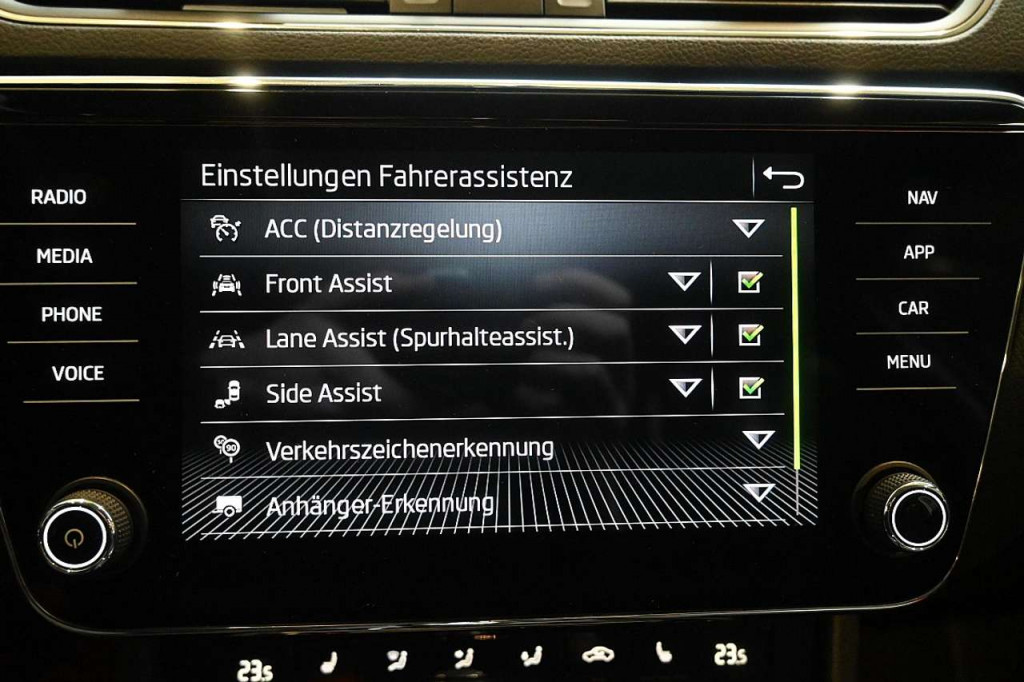 Einstellungen Fahrerassistenz
RADIO
MEDIA
PHONE
VOICE
ACC (Distanzregelung)
Front Assist
Lane Assist (Spurhalteassist.)
Side Assist
90
Verkehrszeichenerkennung
Anhänger-Erkennung
NAV
APP
CAR
MENU
23.5
23.5